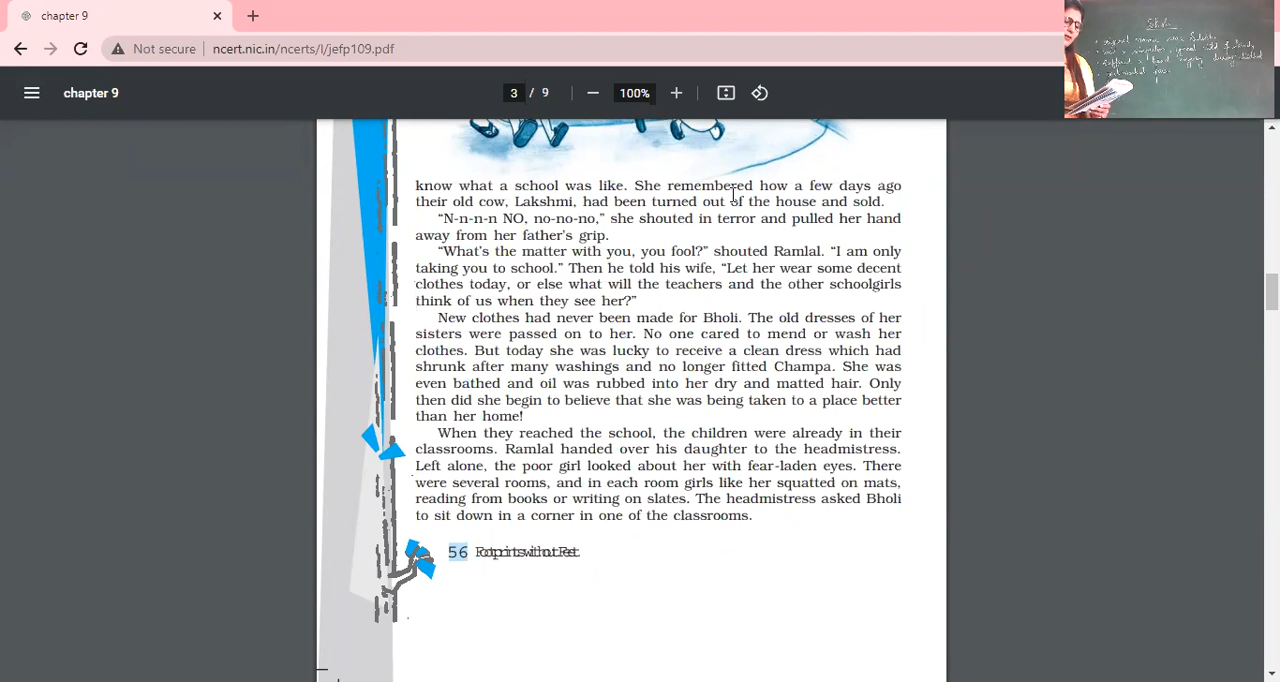 chapter 9
Not secure ncert.nic.in/ncerts/l/jefp109.pdf
chapter 9
3 / 9
100%
know what a school was like. She remembered how a few days ago
their old cow, Lakshmi, had been turned out of the house and sold.
“N-n-n-n NO, no-no-no,” she shouted in terror and pulled her hand
away from her father’s grip.
“What’s the matter with you, you fool?” shouted Ramlal. “I am only
taking you to school.” Then he told his wife, “Let her wear some decent
clothes today, or else what will the teachers and the other schoolgirls
think of us when they see her?”
New clothes had never been made for Bholi. The old dresses of her
sisters were passed on to her. No one cared to mend or wash her
clothes. But today she was lucky to receive a clean dress which had
shrunk after many washings and no longer fitted Champa. She was
even bathed and oil was rubbed into her dry and matted hair. Only
then did she begin to believe that she was being taken to a place better
than her home!
When they reached the school, the children were already in their
classrooms. Ramlal handed over his daughter to the headmistress.
Left alone, the poor girl looked about her with fear-laden eyes. There
were several rooms, and in each room girls like her squatted on mats,
reading from books or writing on slates. The headmistress asked Bholi
to sit down in a corner in one of the classrooms.
56 Footprints without Feet
Bholi
original name was